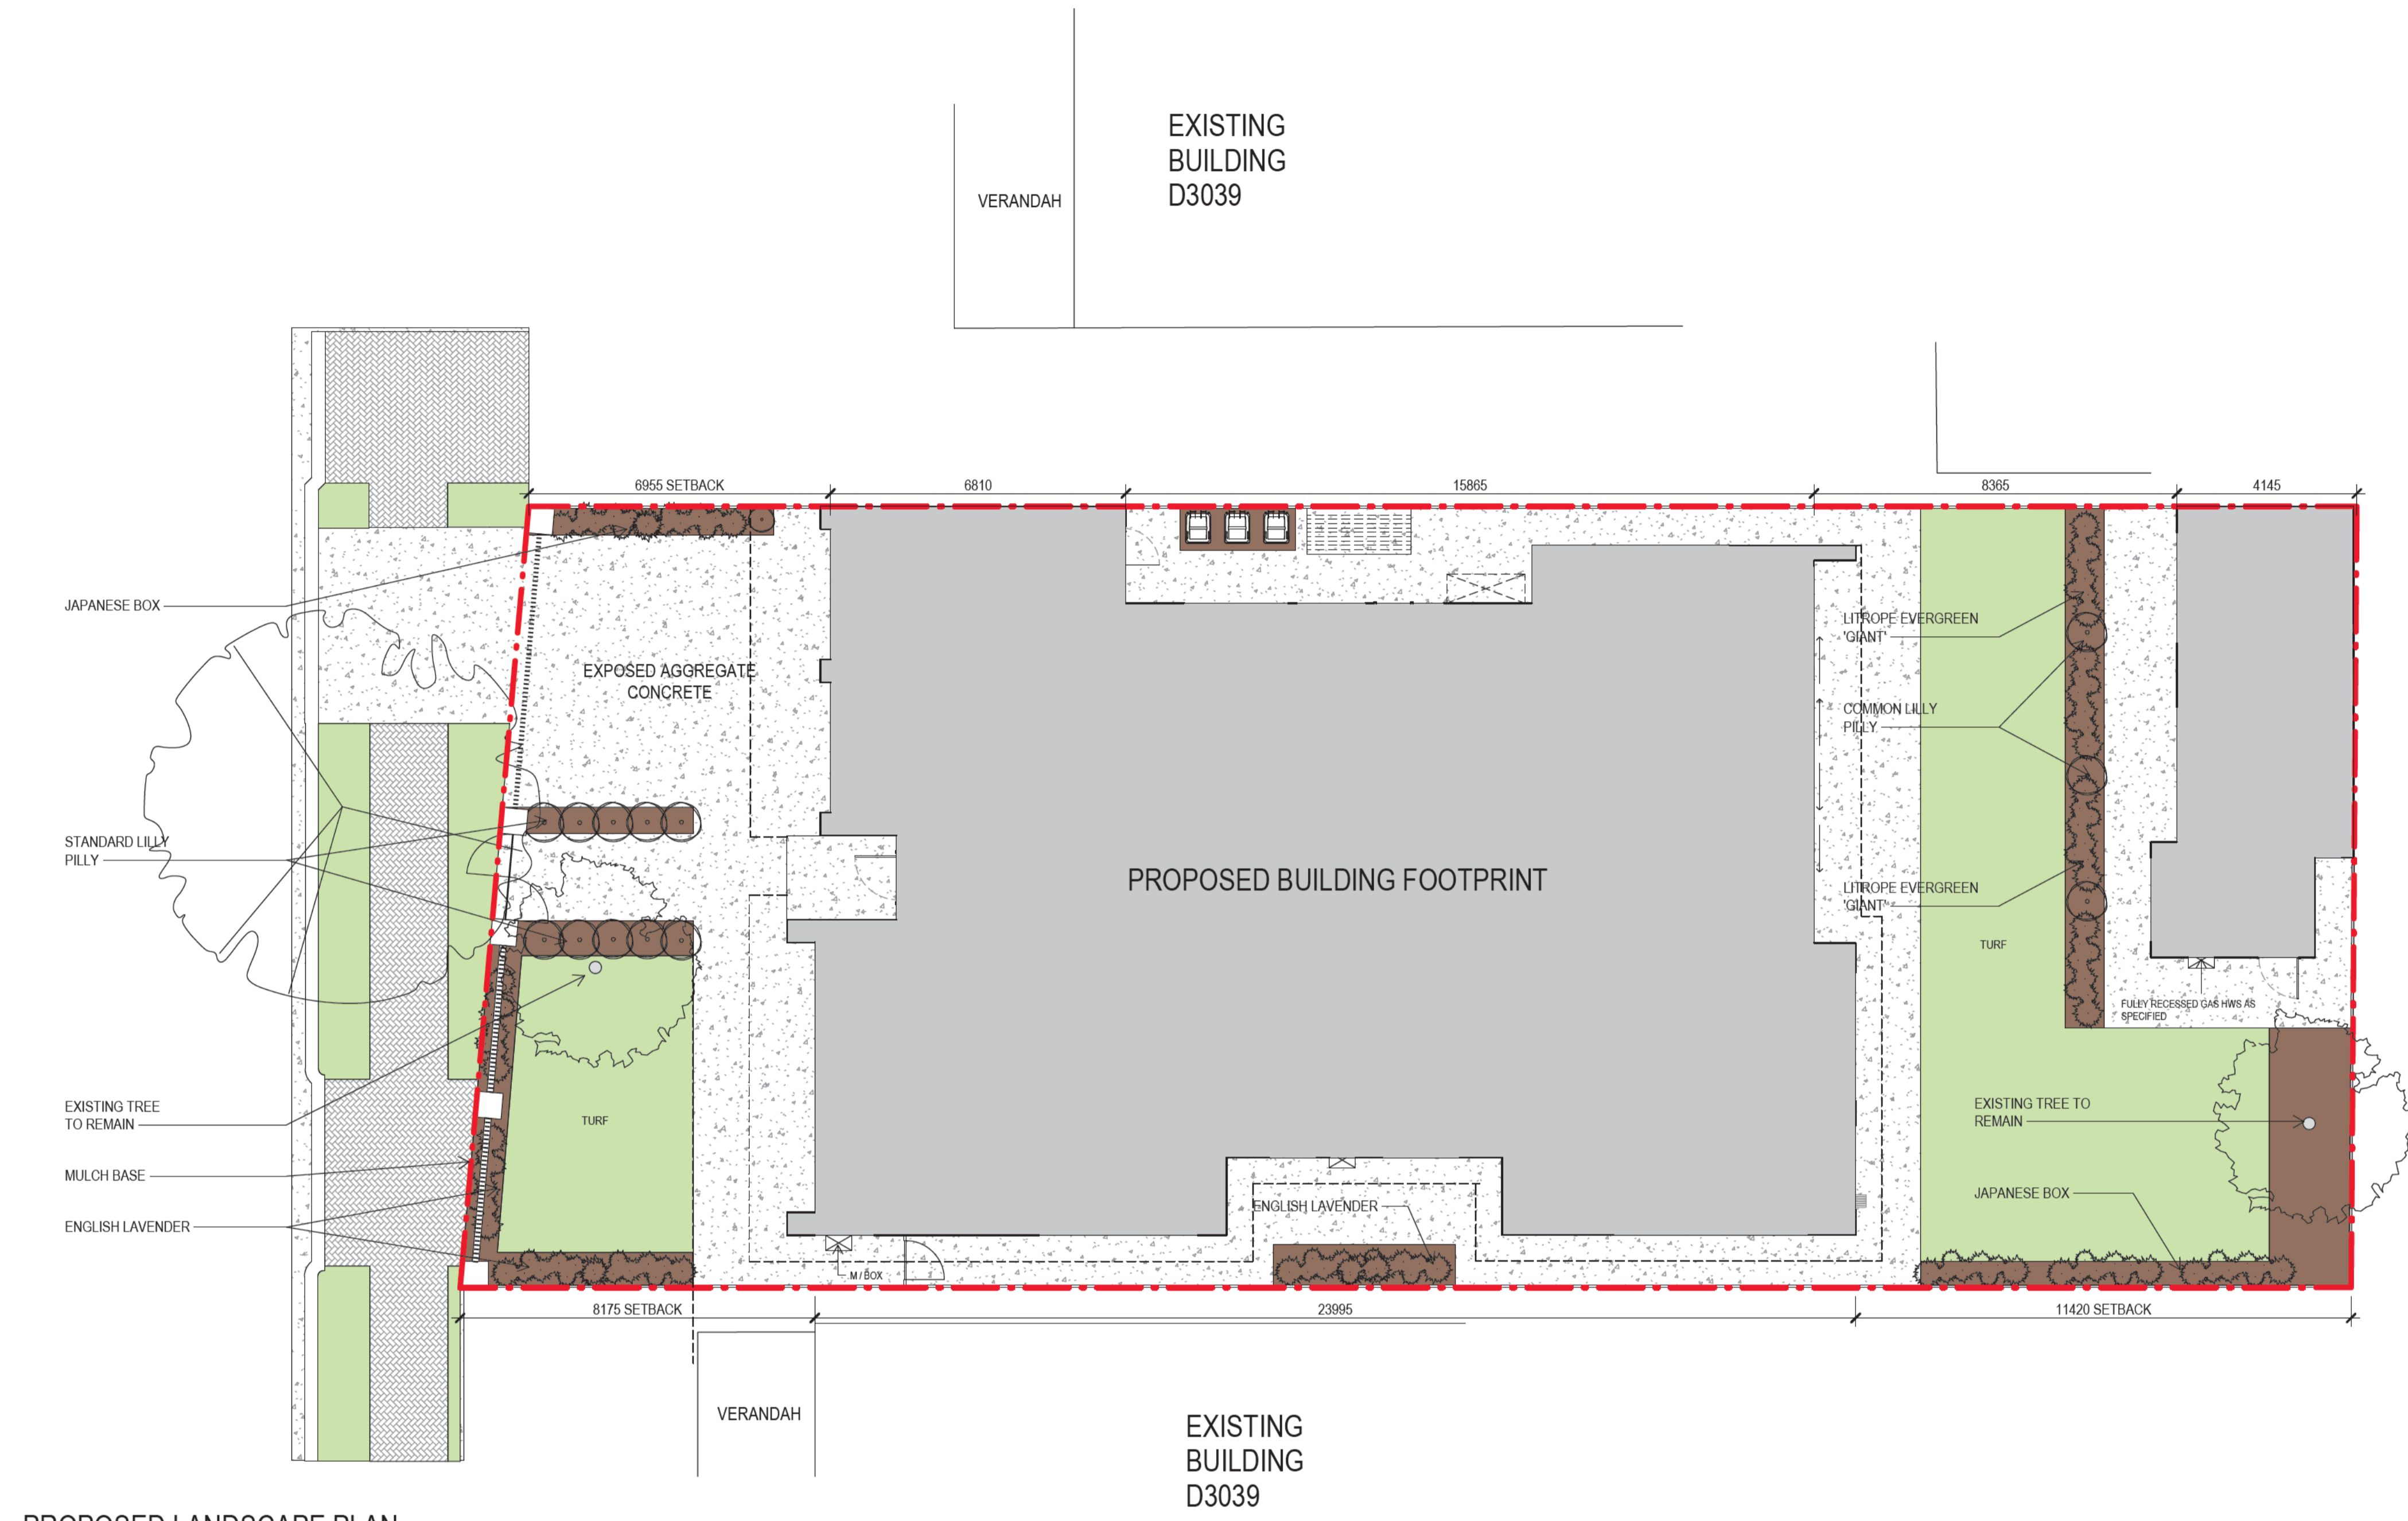 EXISTING
BUILDING
D3039
VERANDAH
6955 SETBACK
6810
15865
8365
4145
JAPANESE BOX
EXPOSED AGGREGATE
CONCRETE
LITROPE EVERGREEN
'GIANT'
COMMON LILLY
PILLY
STANDARD LILLY
PILLY
PROPOSED BUILDING FOOTPRINT
LITROPE EVERGREEN
'GIANT'
TURF
FULLY RECESSED GAS HWS AS
SPECIFIED
EXISTING TREE
TO REMAIN
TURF
EXISTING TREE TO
REMAIN
MULCH BASE
ENGLISH LAVENDER
ENGLISH LAVENDER
JAPANESE BOX
M / BOX
8175 SETBACK
23995
11420 SETBACK
VERANDAH
EXISTING
BUILDING
D3039
PROPOSED LANDSCAPE PLAN